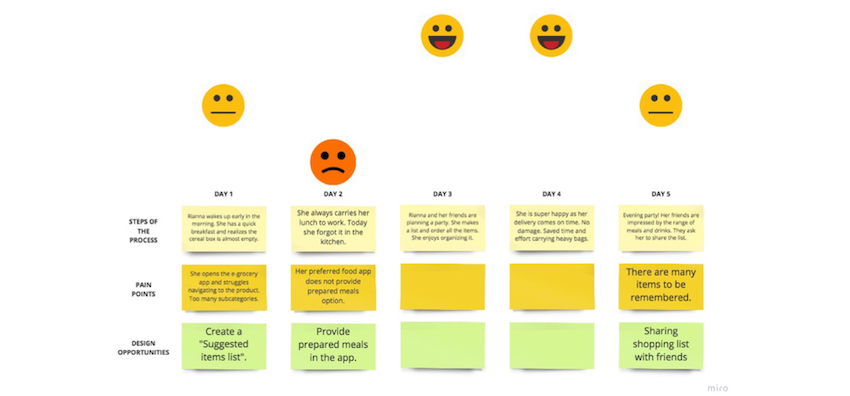 DAY 1
DAY 2
DAY 3
DAY 4
DAY 5
STEPS OF
THE
PROCESS
Rianna wakes up early in the
morning. She has a quick
breakfast and realizes the
cereal box is almost empty.
She always carries her
lunch to work. Today
she forgot it in the
kitchen.
Rianna and her friends are
planning a party. She makes
a list and order all the items.
She enjoys organizing it.
She is super happy as her
delivery comes on time. No
damage. Saved time and
effort carrying heavy bags.
Evening party! Her friends are
impressed by the range of
meals and drinks. They ask
her to share the list.
PAIN
POINTS
She opens the e-grocery
app and struggles
navigating to the product.
Too many subcategories.
Her preferred food app
does not provide
prepared meals
option.
There are many
items to be
remembered.
DESIGN
OPPORTUNITIES
Create a
"Suggested
items list".
Provide
prepared meals
in the app.
Sharing
shopping list
with friends
miro